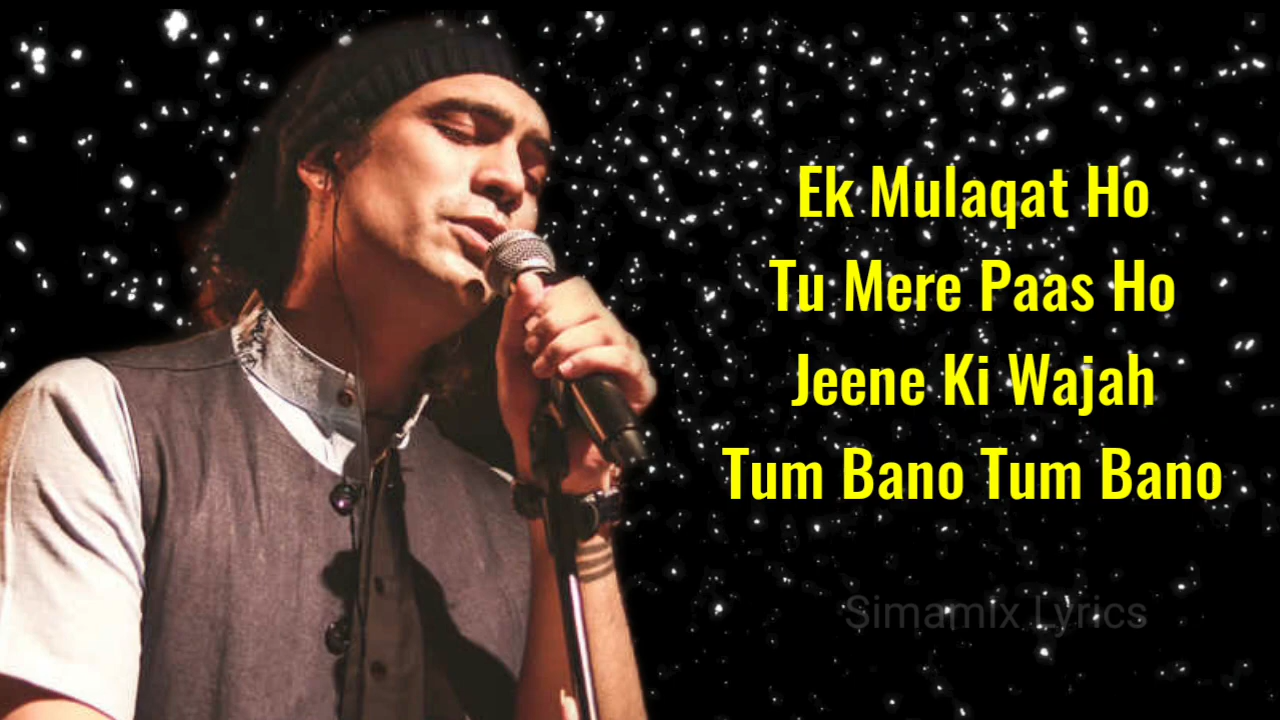 Ek Mulaqat Ho
Tu Mere Paas Ho
Jeene Ki Wajah
Tum Bano Tum Bano
Simamix Lyrics